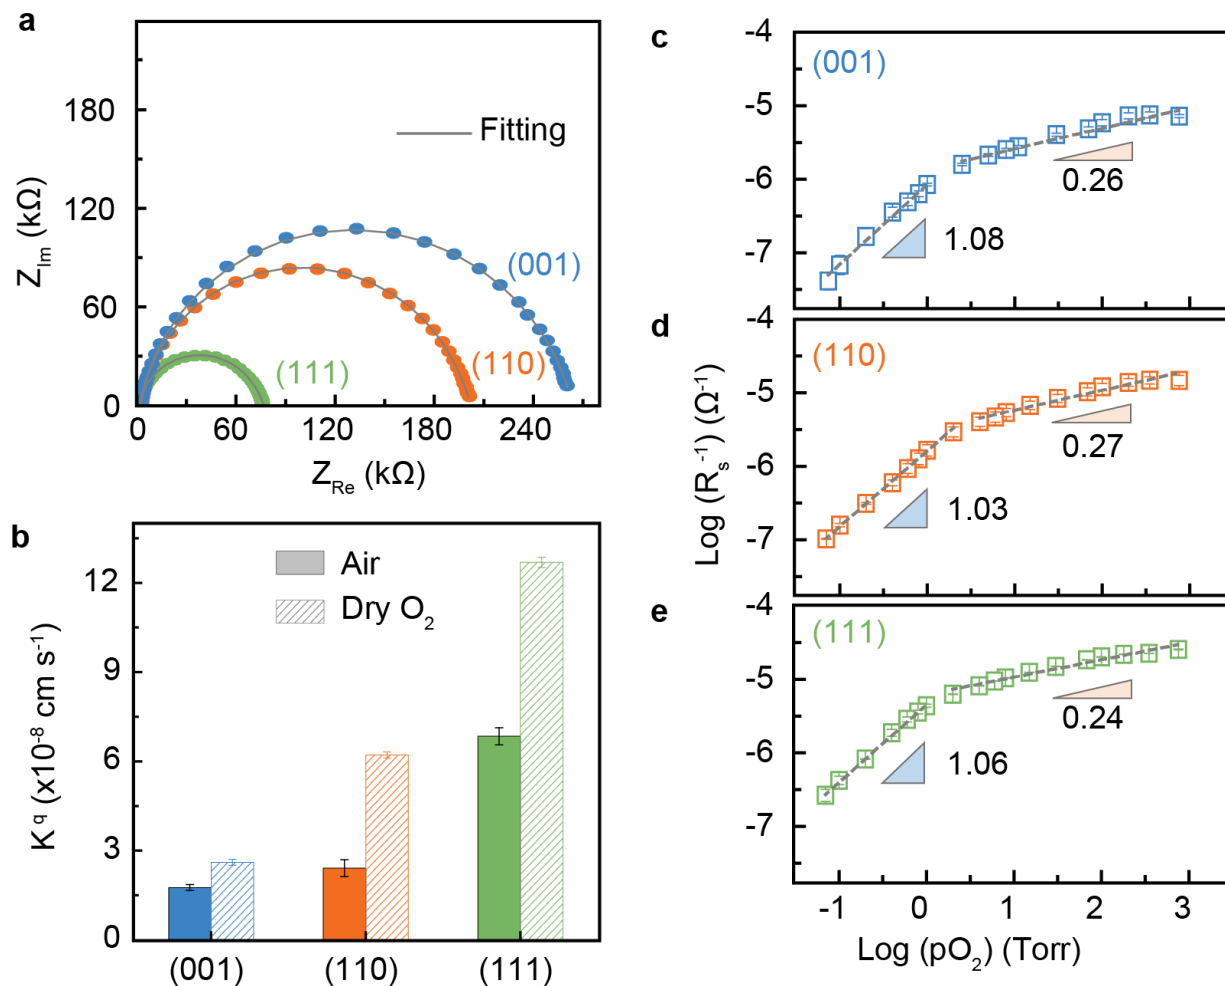 a
Z_Im (kΩ)
180
120
60
0
Fitting
(001)
(110)
(111)
0 60 120 180 240
Z_Re (kΩ)
b
K^q (x10^-8 cm s^-1)
12
9
6
3
0
Air
Dry O₂
(001) (110) (111)
Log (R_s^-1) (Ω^-1)
c
(001)
-4
-5
-6
-7
0.26
1.08
d
(110)
-4
-5
-6
-7
0.27
1.03
e
(111)
-4
-5
-6
-7
0.24
1.06
-1 0 1 2 3
Log (pO₂) (Torr)